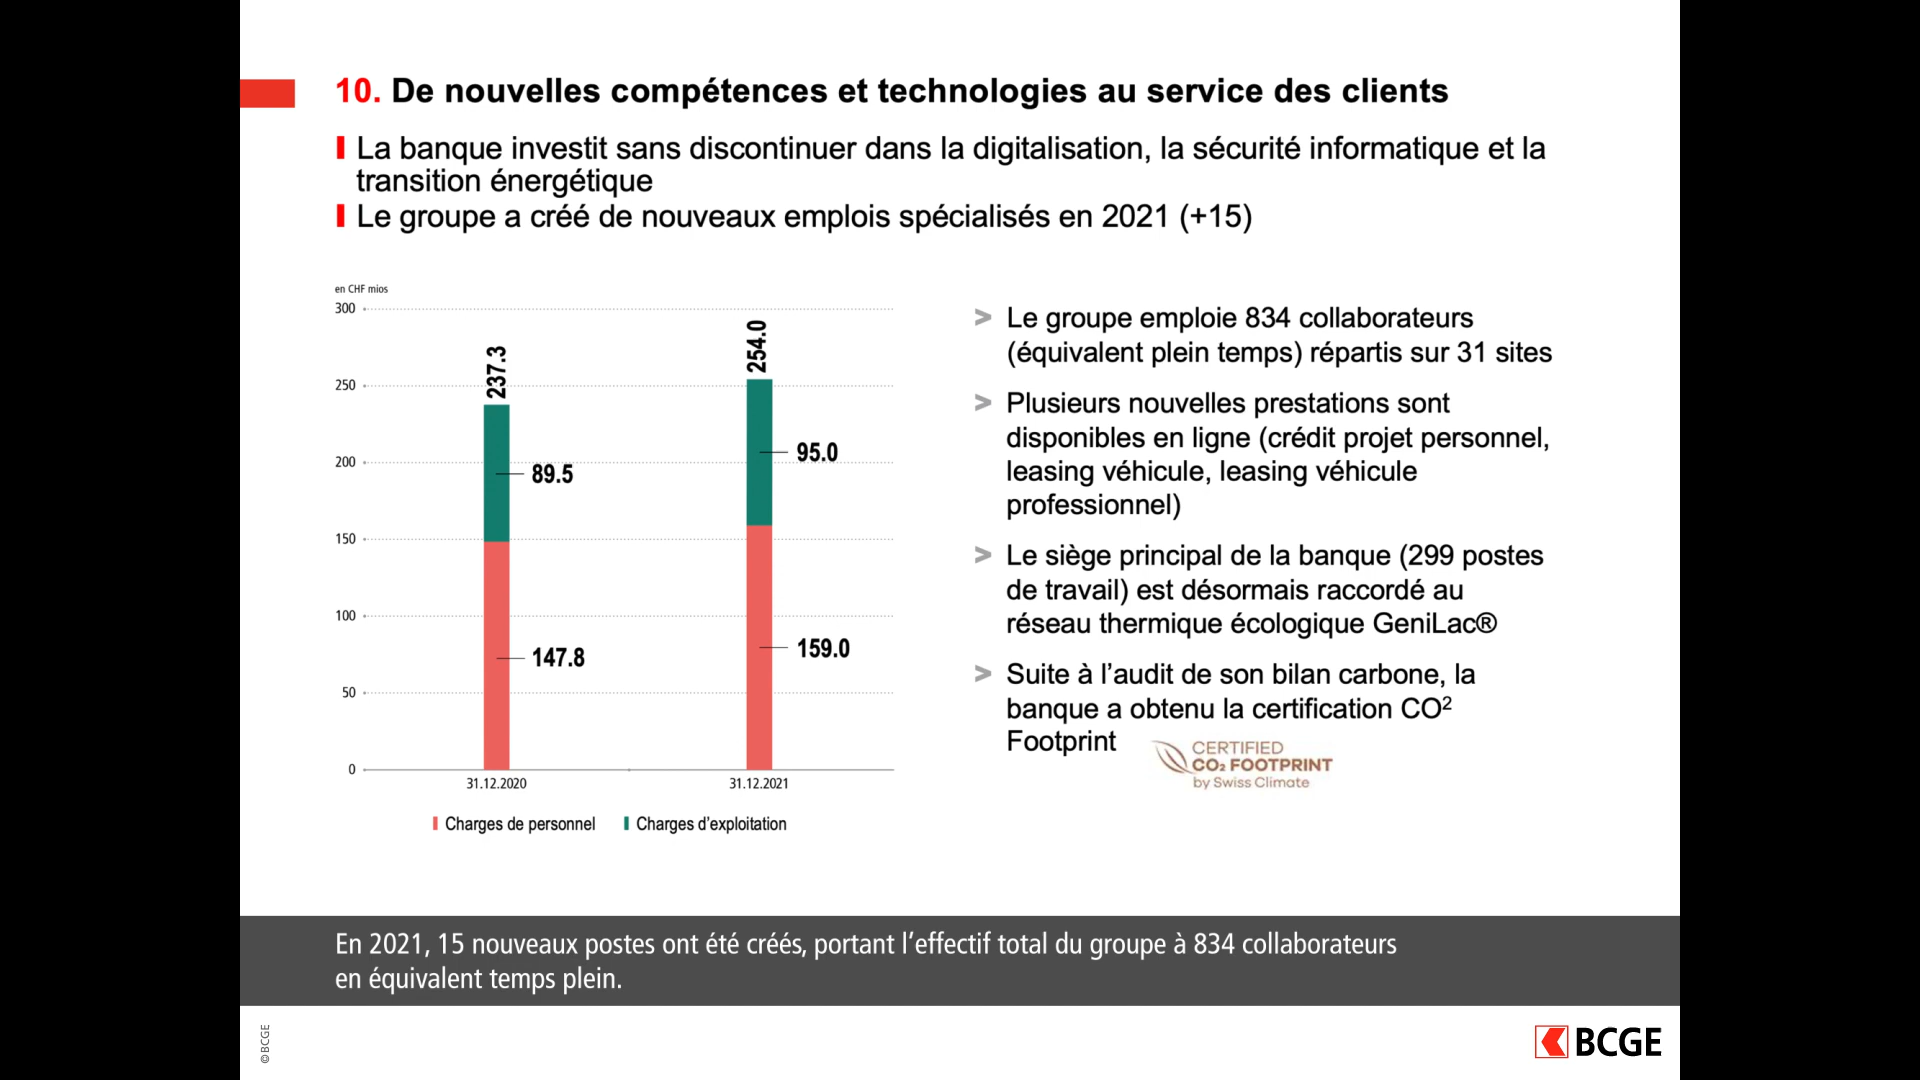 10. De nouvelles compétences et technologies au service des clients
La banque investit sans discontinuer dans la digitalisation, la sécurité informatique et la
transition énergétique
Le groupe a créé de nouveaux emplois spécialisés en 2021 (+15)
en CHF mios
300
250
200
150
100
50
0
237.3
89.5
147.8
254.0
95.0
159.0
31.12.2020
31.12.2021
Charges de personnel
Charges d’exploitation
> Le groupe emploie 834 collaborateurs
(équivalent plein temps) répartis sur 31 sites
> Plusieurs nouvelles prestations sont
disponibles en ligne (crédit projet personnel,
leasing véhicule, leasing véhicule
professionnel)
> Le siège principal de la banque (299 postes
de travail) est désormais raccordé au
réseau thermique écologique GeniLac®
> Suite à l’audit de son bilan carbone, la
banque a obtenu la certification CO²
Footprint
CERTIFIED
CO₂ FOOTPRINT
by Swiss Climate
En 2021, 15 nouveaux postes ont été créés, portant l’effectif total du groupe à 834 collaborateurs
en équivalent temps plein.
©BCGE
BCGE